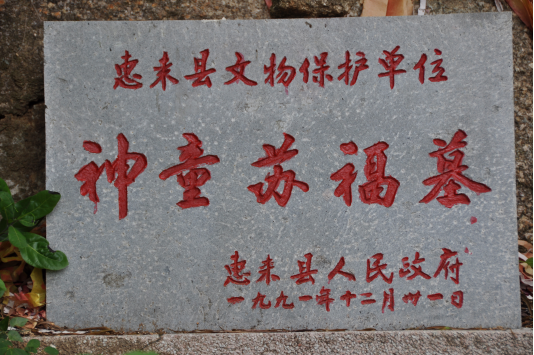 惠来县文物保护单位
神童苏福墓
惠来县人民政府
一九九一年十二月卅一日